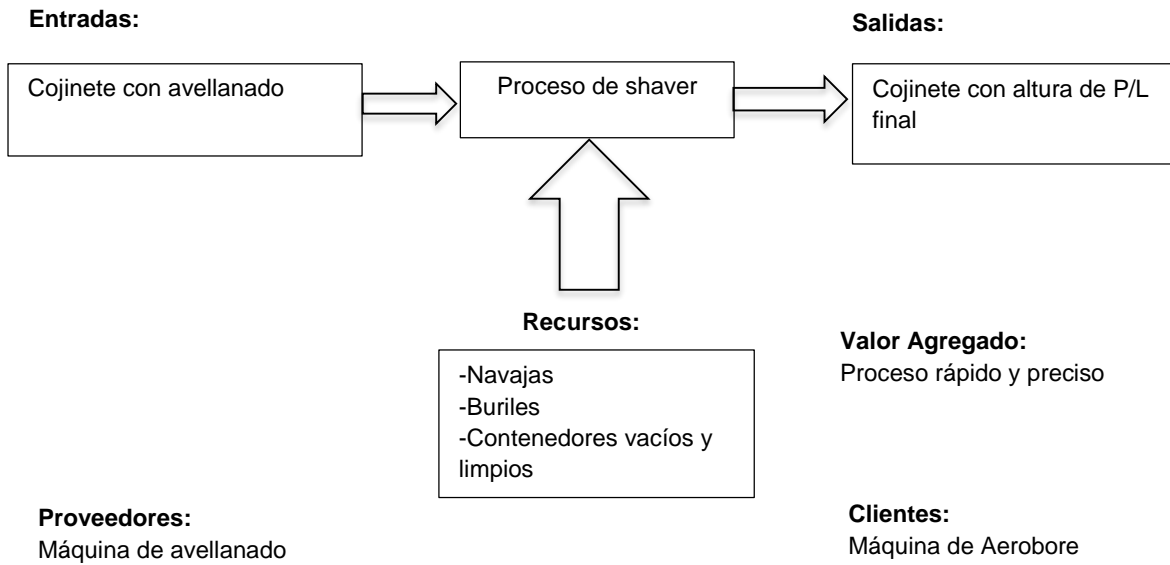 Entradas:
Salidas:
Cojinete con avellanado
Proceso de shaver
Cojinete con altura de P/L
final
Recursos:
-Navajas
-Buriles
-Contenedores vacíos y
limpios
Valor Agregado:
Proceso rápido y preciso
Proveedores:
Máquina de avellanado
Clientes:
Máquina de Aerobore